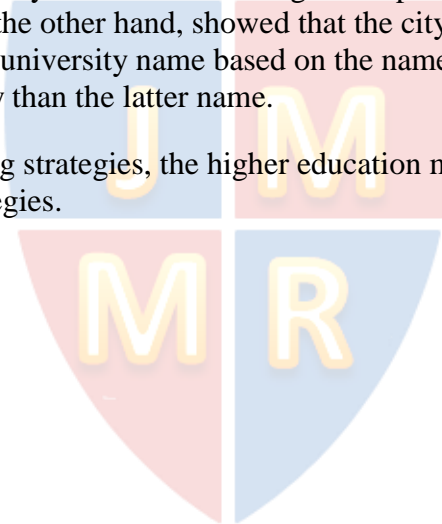 the other hand, showed that the city
university name based on the name
than the latter name.
g strategies, the higher education
egies.
J M
M R